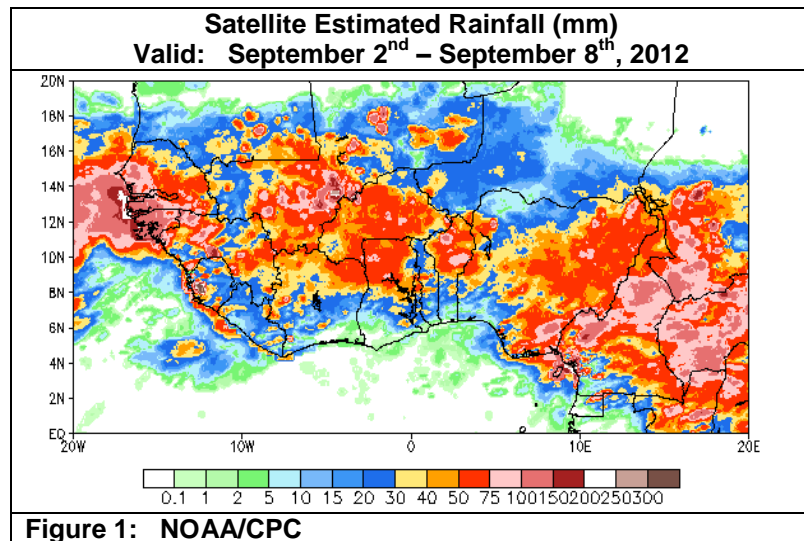 Satellite Estimated Rainfall (mm)
Valid: September 2nd – September 8th, 2012
20N
18N
16N
14N
12N
10N
8N
6N
4N
2N
EQ
20W 10W 0 10E 20E
0.1 1 2 5 10 15 20 30 40 50 75 100150200250300
Figure 1: NOAA/CPC